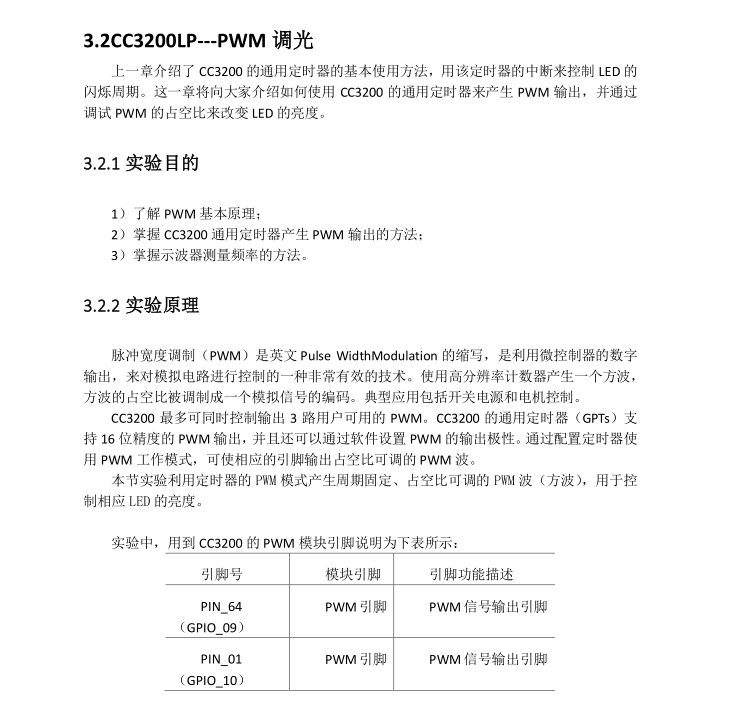 3.2CC3200LP---PWM 调光
上一章介绍了 CC3200 的通用定时器的基本使用方法，用该定时器的中断来控制 LED 的
闪烁周期。这一章将向大家介绍如何使用 CC3200 的通用定时器来产生 PWM 输出，并通过
调试 PWM 的占空比来改变 LED 的亮度。
3.2.1 实验目的
1）了解 PWM 基本原理；
2）掌握 CC3200 通用定时器产生 PWM 输出的方法；
3）掌握示波器测量频率的方法。
3.2.2 实验原理
脉冲宽度调制（PWM）是英文 Pulse WidthModulation 的缩写，是利用微控制器的数字
输出，来对模拟电路进行控制的一种非常有效的技术。使用高分辨率计数器产生一个方波，
方波的占空比被调制成一个模拟信号的编码。典型应用包括开关电源和电机控制。
CC3200 最多可同时控制输出 3 路用户可用的 PWM。CC3200 的通用定时器（GPTs）支
持 16 位精度的 PWM 输出，并且还可以通过软件设置 PWM 的输出极性。通过配置定时器使
用 PWM 工作模式，可使相应的引脚输出占空比可调的 PWM 波。
本节实验利用定时器的 PWM 模式产生周期固定、占空比可调的 PWM 波（方波），用于控
制相应 LED 的亮度。
实验中，用到 CC3200 的 PWM 模块引脚说明为下表所示：
引脚号 模块引脚 引脚功能描述
PIN_64 PWM 引脚 PWM 信号输出引脚
（GPIO_09）
PIN_01 PWM 引脚 PWM 信号输出引脚
（GPIO_10）